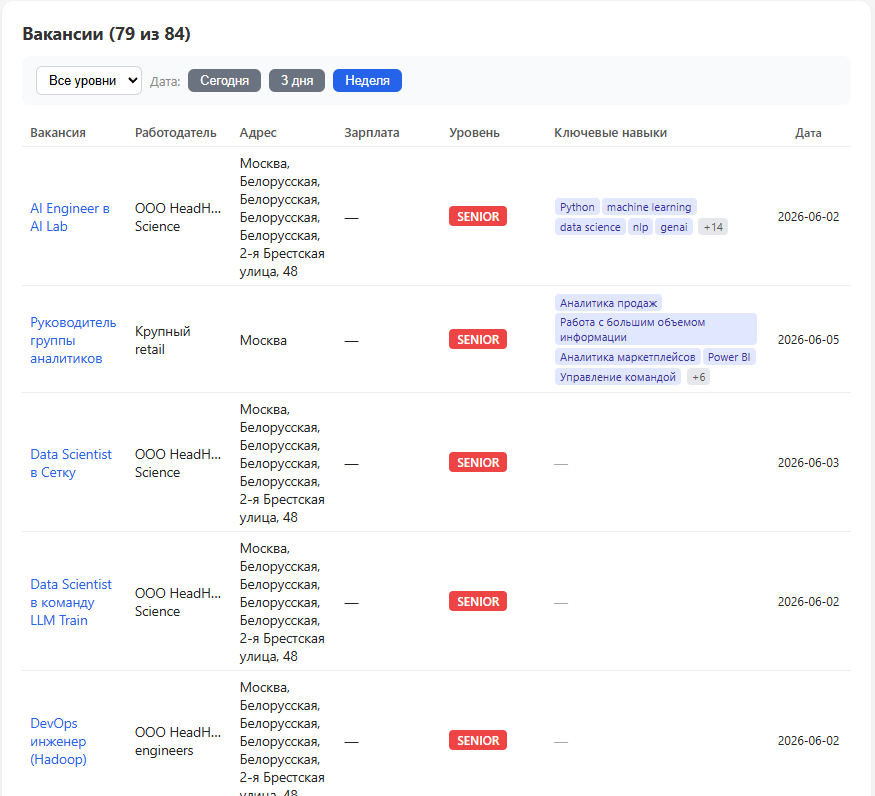 Вакансии (79 из 84)
Все уровни Дата: Сегодня 3 дня Неделя
Вакансия Работодатель Адрес Зарплата Уровень Ключевые навыки Дата
AI Engineer в
AI Lab
ООО HeadH...
Science
Москва,
Белорусская,
Белорусская,
Белорусская,
Белорусская,
2-я Брестская
улица, 48
—
SENIOR
Python machine learning
data science nlp genai +14
2026-06-02
Руководитель
группы
аналитиков
Крупный
retail
Москва
—
SENIOR
Аналитика продаж
Работа с большим объемом
информации
Аналитика маркетплейсов Power BI
Управление командой +6
2026-06-05
Data Scientist
в Сетку
ООО HeadH...
Science
Москва,
Белорусская,
Белорусская,
Белорусская,
Белорусская,
2-я Брестская
улица, 48
—
SENIOR
—
2026-06-03
Data Scientist
в команду
LLM Train
ООО HeadH...
Science
Москва,
Белорусская,
Белорусская,
Белорусская,
Белорусская,
2-я Брестская
улица, 48
—
SENIOR
—
2026-06-02
DevOps
инженер
(Hadoop)
ООО HeadH...
engineers
Москва,
Белорусская,
Белорусская,
Белорусская,
Белорусская,
2-я Брестская
улица, 48
—
SENIOR
—
2026-06-02